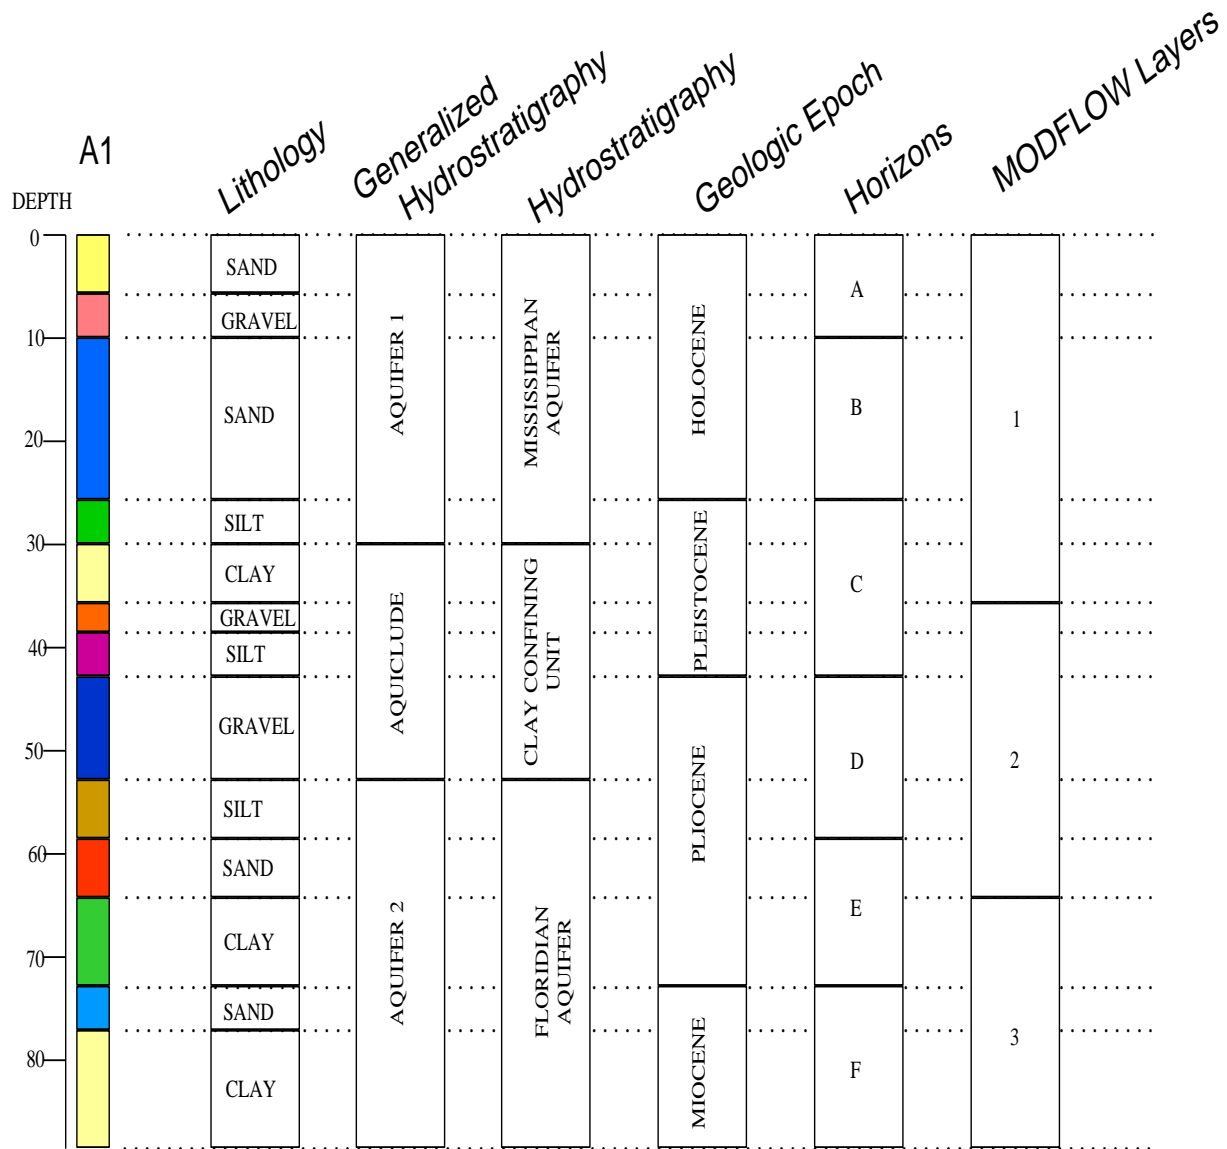 A1
DEPTH
Lithology
Generalized
Hydrostratigraphy
Hydrostratigraphy
Geologic Epoch
Horizons
MODFLOW Layers
0
10
20
30
40
50
60
70
80
SAND
GRAVEL
SAND
SILT
CLAY
GRAVEL
SILT
GRAVEL
SILT
SAND
CLAY
SAND
CLAY
AQUIFER 1
AQUICLUDE
AQUIFER 2
MISSISSIPPIAN
AQUIFER
CLAY CONFINING
UNIT
FLORIDIAN
AQUIFER
HOLOCENE
PLEISTOCENE
PLIOCENE
MIOCENE
A
B
C
D
E
F
1
2
3